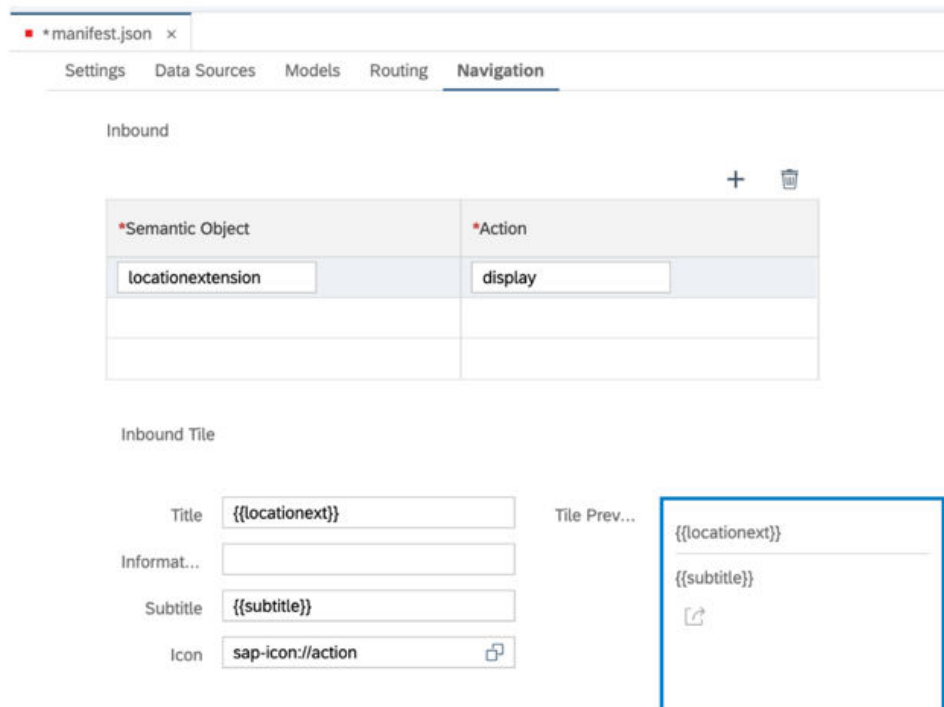 *manifest.json ×
Settings Data Sources Models Routing Navigation
Inbound
*Semantic Object *Action
locationextension display
Inbound Tile
Title {{locationext}} Tile Prev... {{locationext}}
Informat...
Subtitle {{subtitle}} {{subtitle}}
Icon sap-icon://action